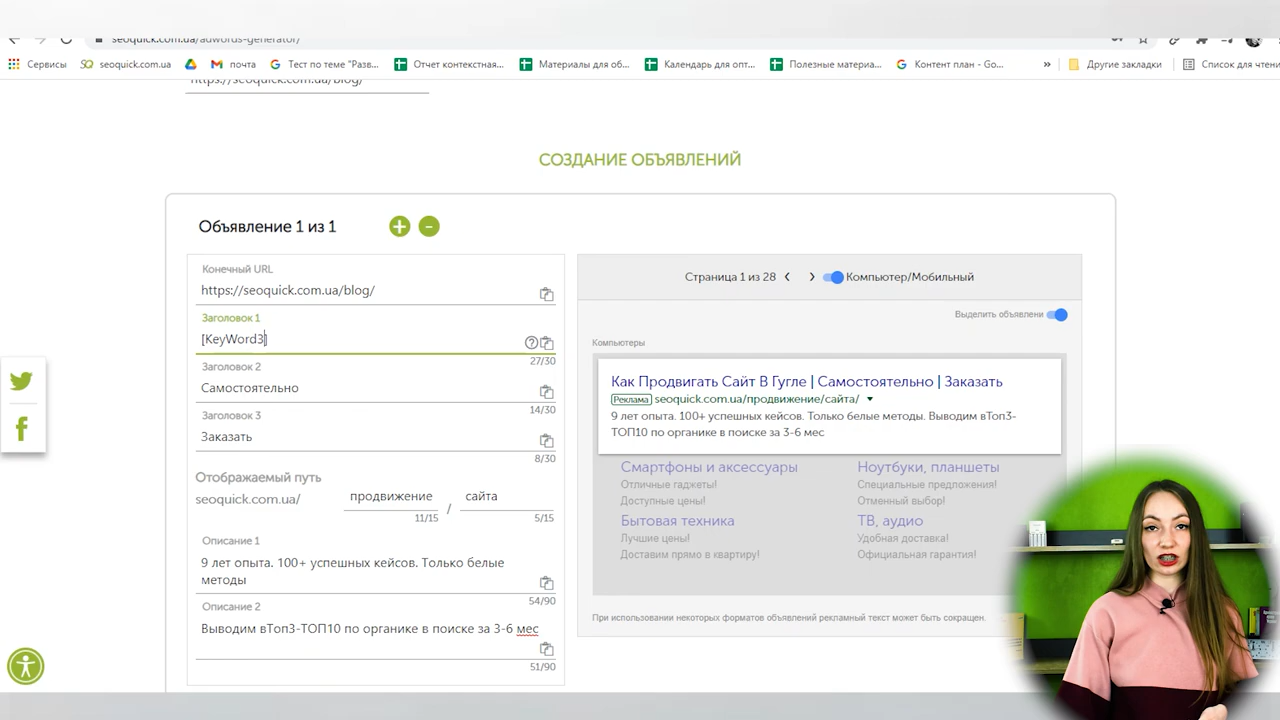 seoquick.com.ua/adwords-generator/
Сервисы
seoquick.com.ua
почта
Тест по теме "Разв...
Отчет контекстная...
Материалы для об...
Календарь для опт...
Полезные материа...
Контент план - Go...
»
Другие закладки
Список для чтени
https://seoquick.com.ua/blog/
СОЗДАНИЕ ОБЪЯВЛЕНИЙ
Объявление 1 из 1
+
-
Конечный URL
https://seoquick.com.ua/blog/
Заголовок 1
[KeyWord3]
27/30
Заголовок 2
Самостоятельно
14/30
Заголовок 3
Заказать
8/30
Отображаемый путь
seoquick.com.ua/
продвижение / сайта
11/15
5/15
Описание 1
9 лет опыта. 100+ успешных кейсов. Только белые
методы
54/90
Описание 2
Выводим вТоп3-ТОП10 по органике в поиске за 3-6 мес
51/90
Страница 1 из 28
Компьютер/Мобильный
Выделить объявлени
Компьютеры
Как Продвигать Сайт В Гугле | Самостоятельно | Заказать
Реклама seoquick.com.ua/продвижение/сайта/
9 лет опыта. 100+ успешных кейсов. Только белые методы. Выводим вТоп3-
ТОП10 по органике в поиске за 3-6 мес
Смартфоны и аксессуары
Отличные гаджеты!
Доступные цены!
Ноутбуки, планшеты
Специальные предложения!
Отменный выбор!
Бытовая техника
Лучшие цены!
Доставим прямо в квартиру!
ТВ, аудио
Удобная доставка!
Официальная гарантия!
При использовании некоторых форматов объявлений рекламный текст может быть сокращен.